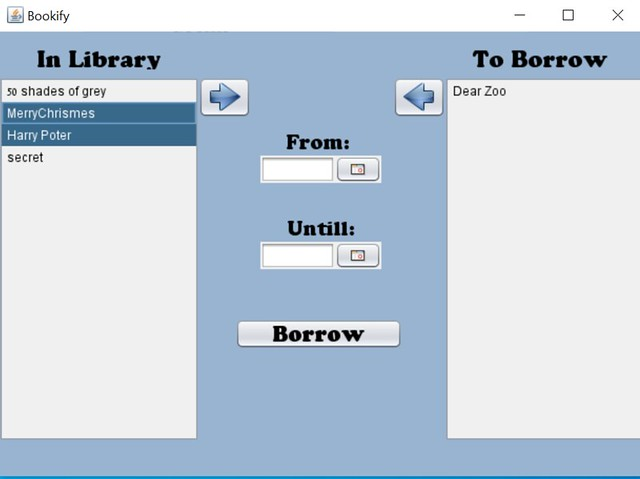 Bookify
In Library
To Borrow
50 shades of grey
MerryChrismes
Harry Poter
secret
Dear Zoo
From:
Untill:
Borrow